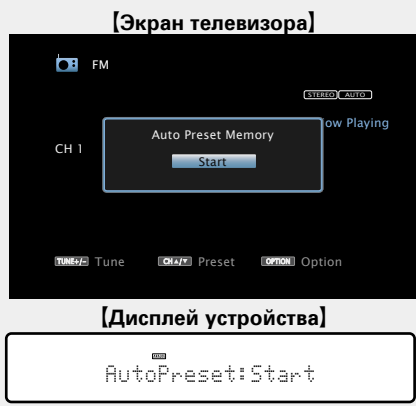 【Экран телевизора】
FM
STEREO AUTO
ow Playing
Auto Preset Memory
CH 1
Start
TUNE+/- Tune CH▲/▼ Preset OPTION Option
【Дисплей устройства】
AutoPreset:Start